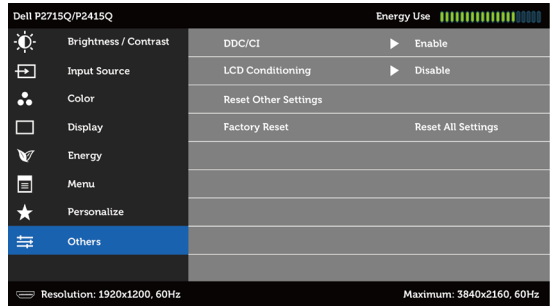 Dell P2715Q/P2415Q Energy Use
Brightness / Contrast DDC/CI Enable
Input Source LCD Conditioning Disable
Color Reset Other Settings
Display Factory Reset Reset All Settings
Energy
Menu
Personalize
Others
Resolution: 1920x1200, 60Hz Maximum: 3840x2160, 60Hz